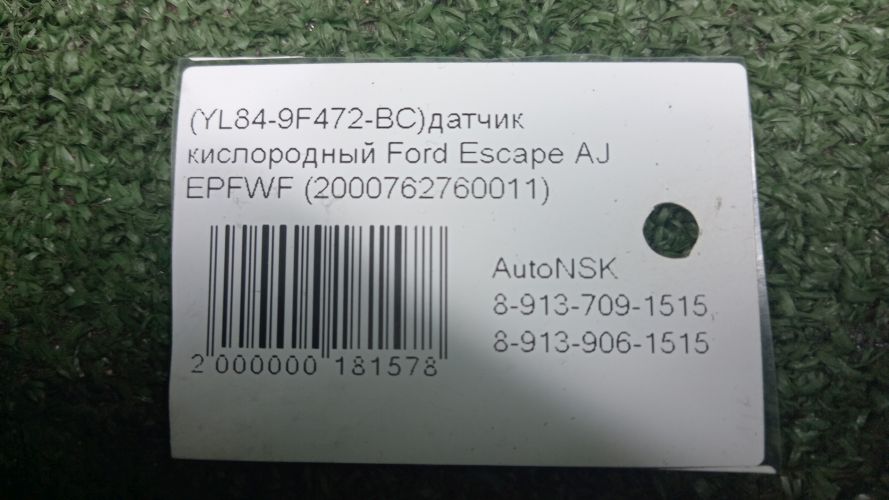 (YL84-9F472-BC)датчик
кислородный Ford Escape AJ
EPFWF (2000762760011)
AutoNSK
8-913-709-1515,
8-913-906-1515
2 000000 181578